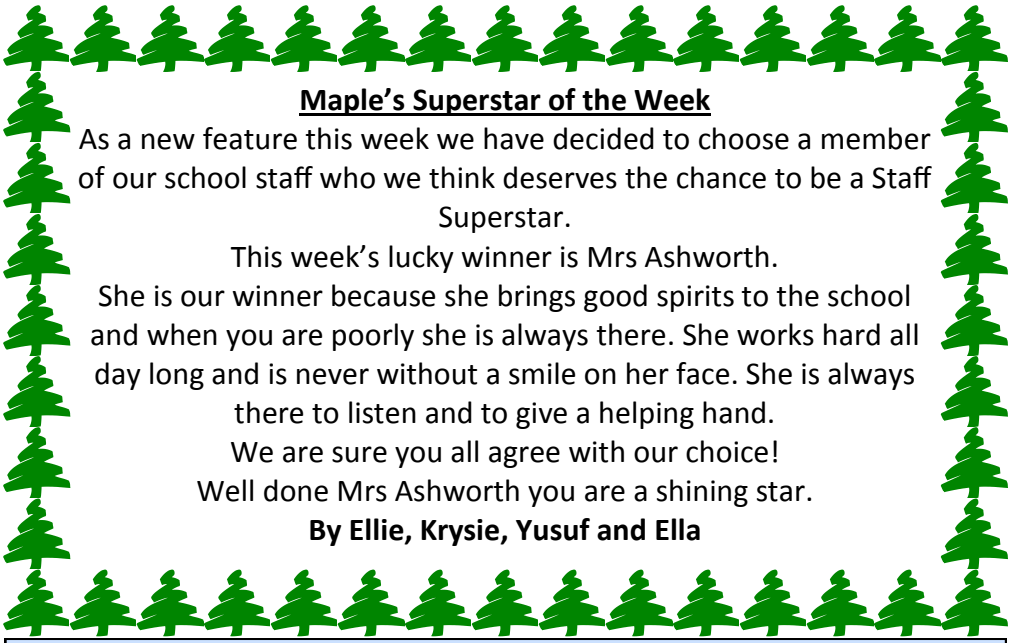 Maple’s Superstar of the Week
As a new feature this week we have decided to choose a member
of our school staff who we think deserves the chance to be a Staff
Superstar.
This week’s lucky winner is Mrs Ashworth.
She is our winner because she brings good spirits to the school
and when you are poorly she is always there. She works hard all
day long and is never without a smile on her face. She is always
there to listen and to give a helping hand.
We are sure you all agree with our choice!
Well done Mrs Ashworth you are a shining star.
By Ellie, Krysie, Yusuf and Ella